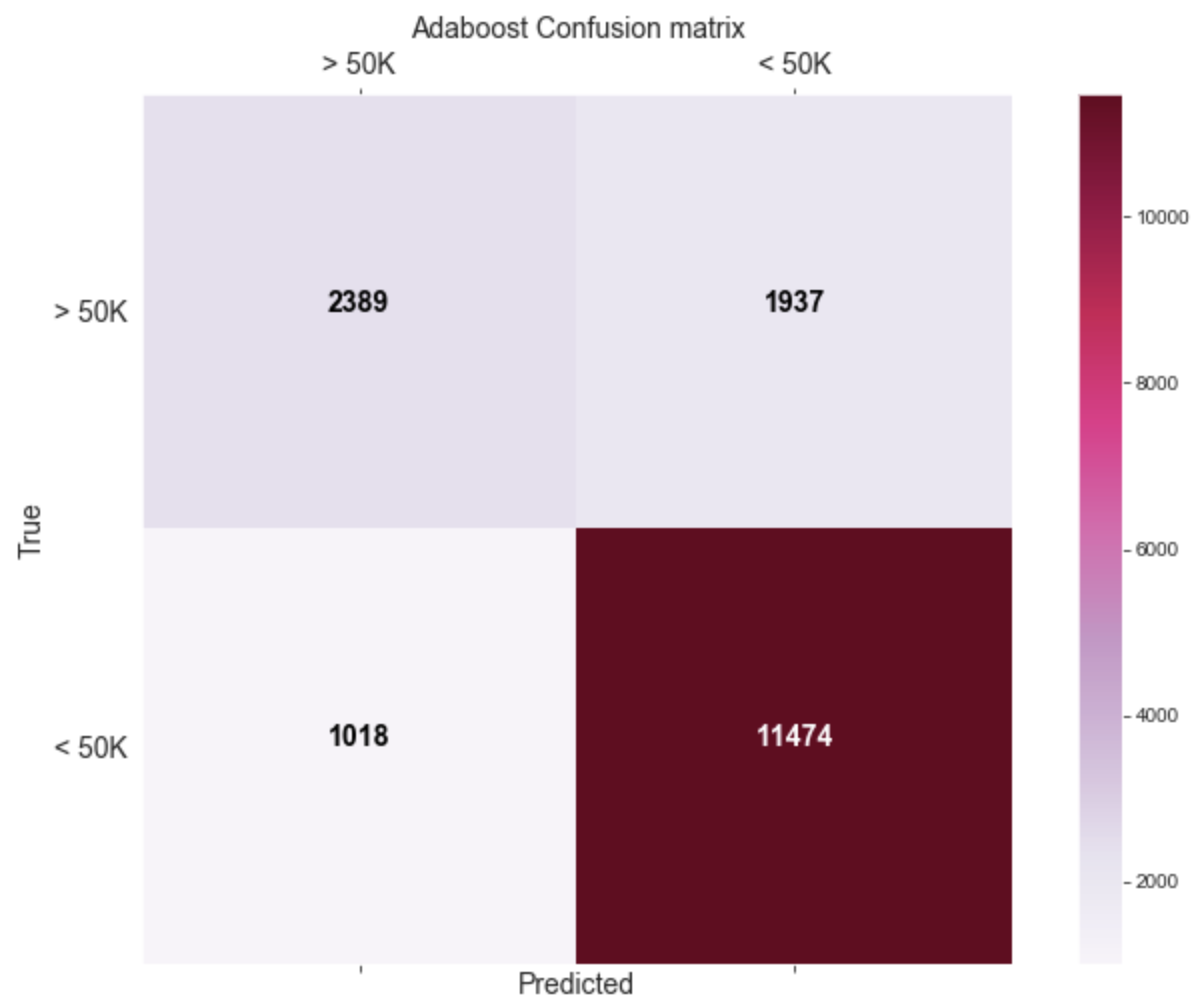 Adaboost Confusion matrix
> 50K < 50K
> 50K
2389 1937
True
< 50K
1018 11474
Predicted
10000
8000
6000
4000
2000